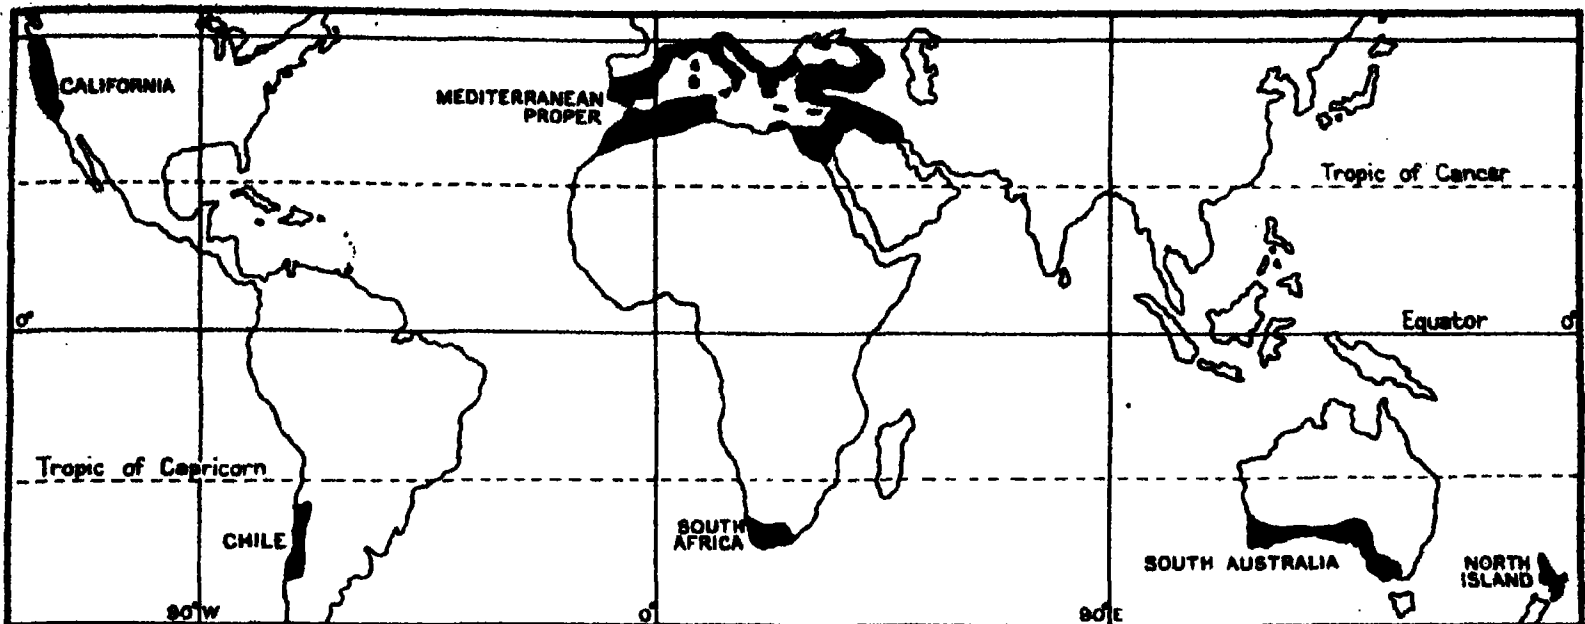 CALIFORNIA
MEDITERRANEAN
PROPER
Tropic of Cancer
0°
Equator
0°
Tropic of Capricorn
CHILE
SOUTH
AFRICA
SOUTH AUSTRALIA
NORTH
ISLAND
90°W
0°
90°E